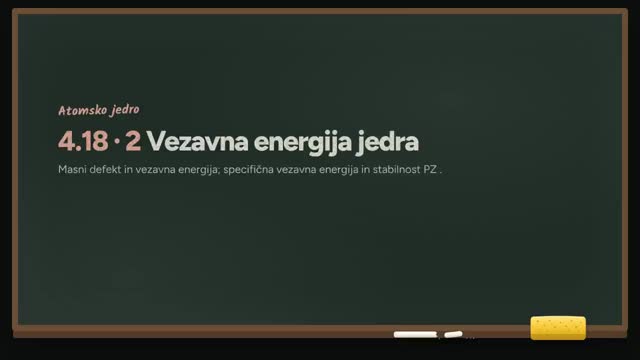 Atomsko jedro
4.18 · 2 Vezavna energija jedra
Masni defekt in vezavna energija; specifična vezavna energija in stabilnost PZ .